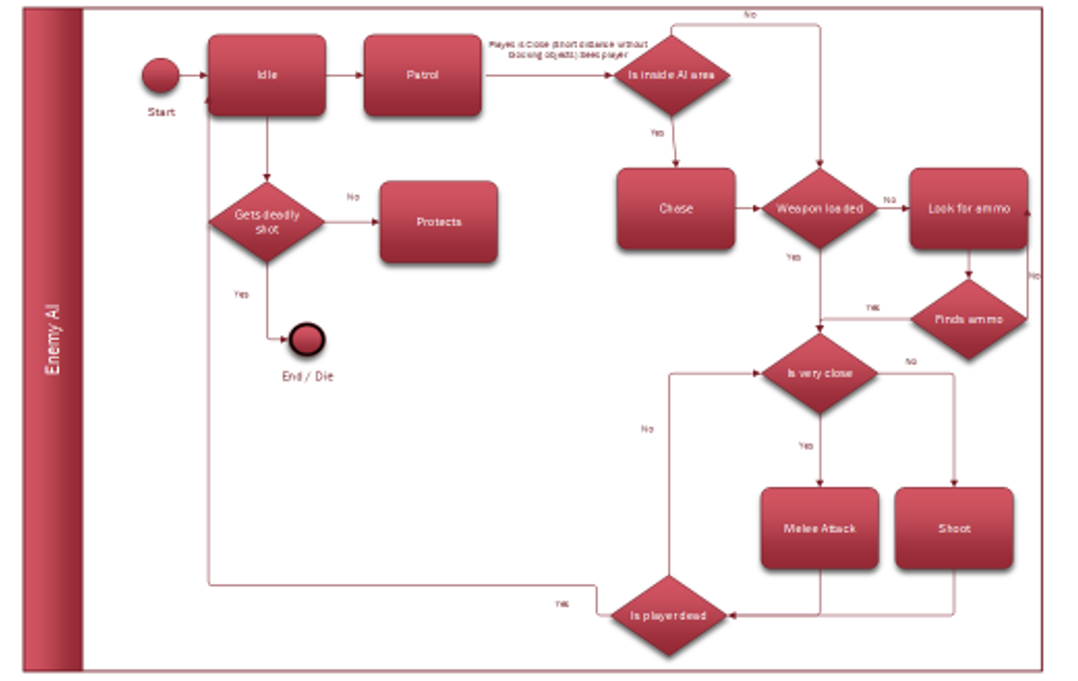 Enemy AI
Start
Idle
Patrol
Player is Close (Short distance without
blocking objects) Sees player
Is inside AI area
No
Yes
Gets deadly
shot
No
Protects
Chase
Weapon loaded
No
Look for ammo
Yes
Yes
No
End / Die
Yes
Finds ammo
Is very close
No
No
Yes
Melee Attack
Shoot
Yes
Is player dead